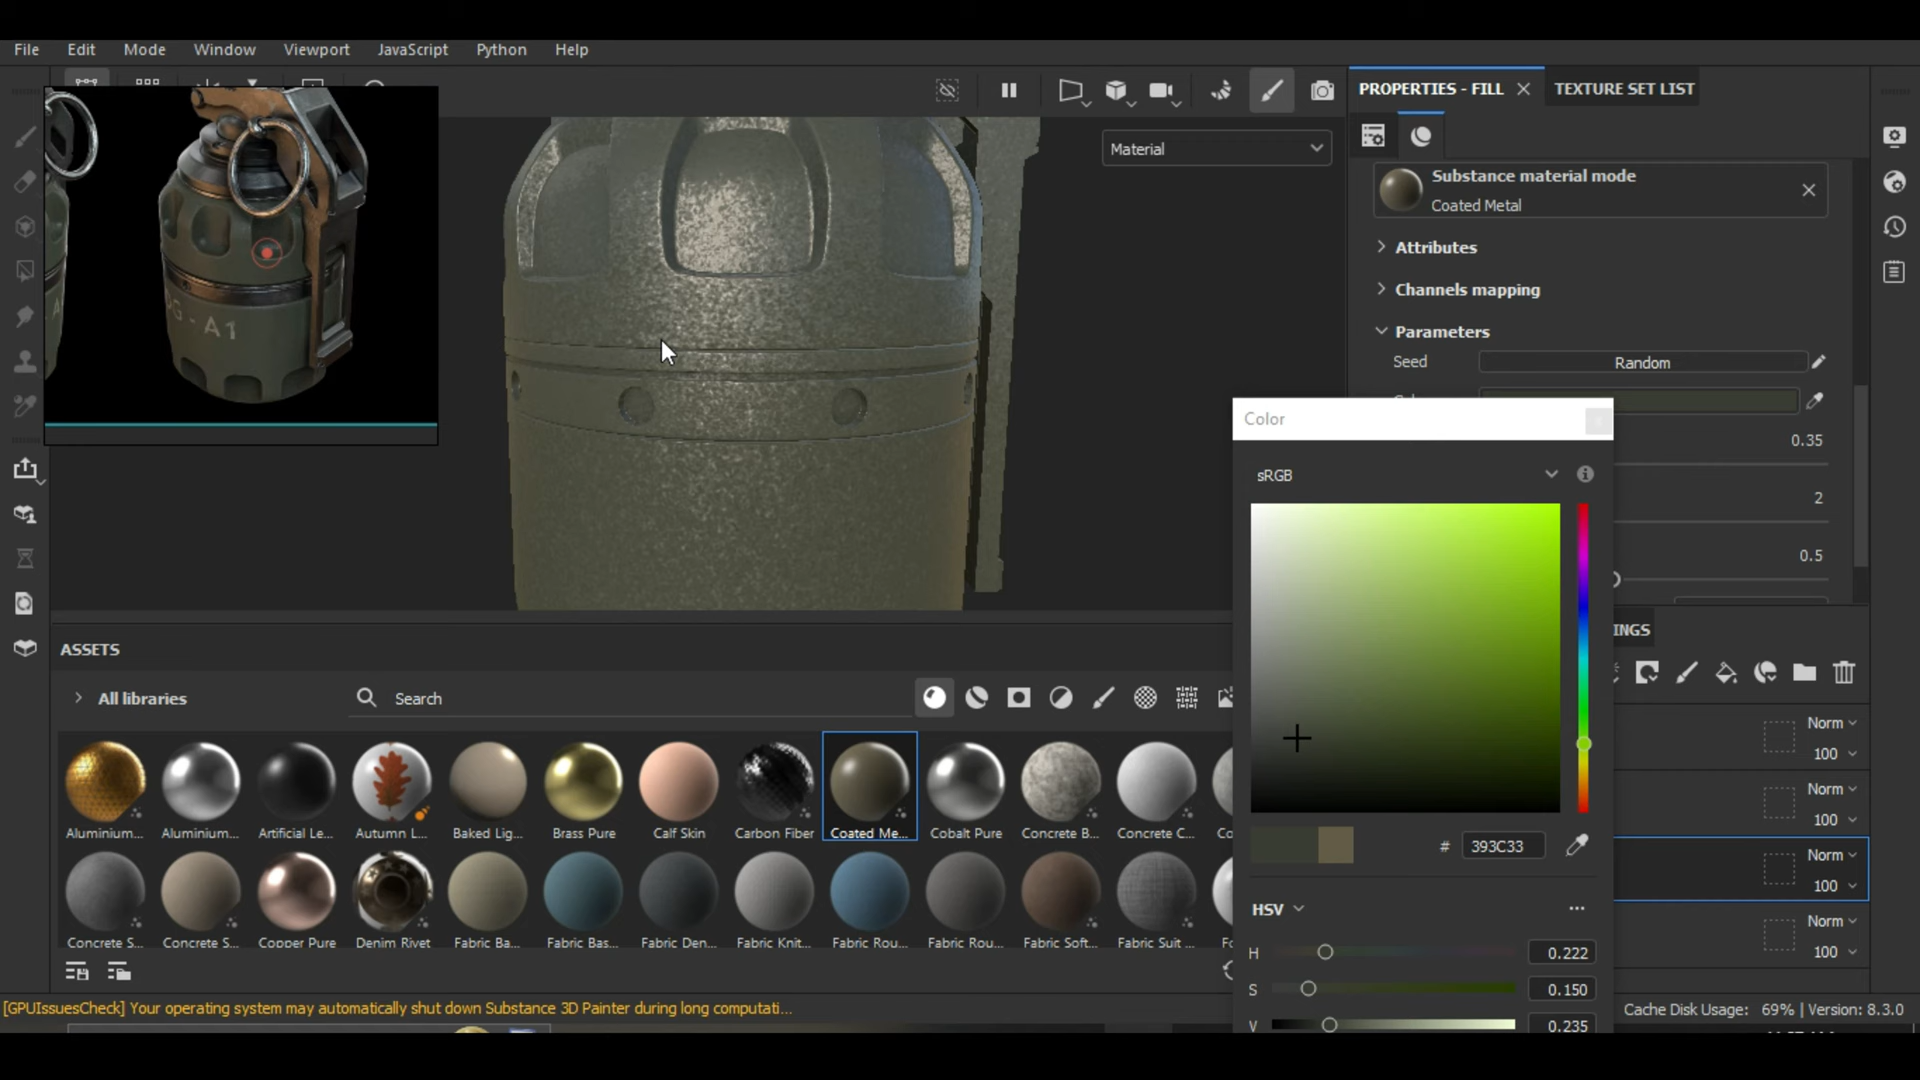 File Edit Mode Window Viewport JavaScript Python Help
PROPERTIES - FILL
TEXTURE SET LIST
Material
Substance material mode
Coated Metal
Attributes
Channels mapping
Parameters
Seed
Random
0.35
2
0.5
PG - A1
Color
sRGB
# 393C33
HSV
H 0.222
S 0.150
V 0.235
INGS
Norm
100
Norm
100
Norm
100
Norm
100
ASSETS
All libraries
Search
Aluminium... Aluminium... Artificial Le... Autumn L... Baked Lig... Brass Pure Calf Skin Carbon Fiber Coated Me... Cobalt Pure Concrete B... Concrete C... Co
Concrete S... Concrete S... Copper Pure Denim Rivet Fabric Ba... Fabric Bas... Fabric Den... Fabric Knit... Fabric Rou... Fabric Rou... Fabric Soft... Fabric Suit ... Fo
[GPUIssuesCheck] Your operating system may automatically shut down Substance 3D Painter during long computati...
Cache Disk Usage: 69% | Version: 8.3.0